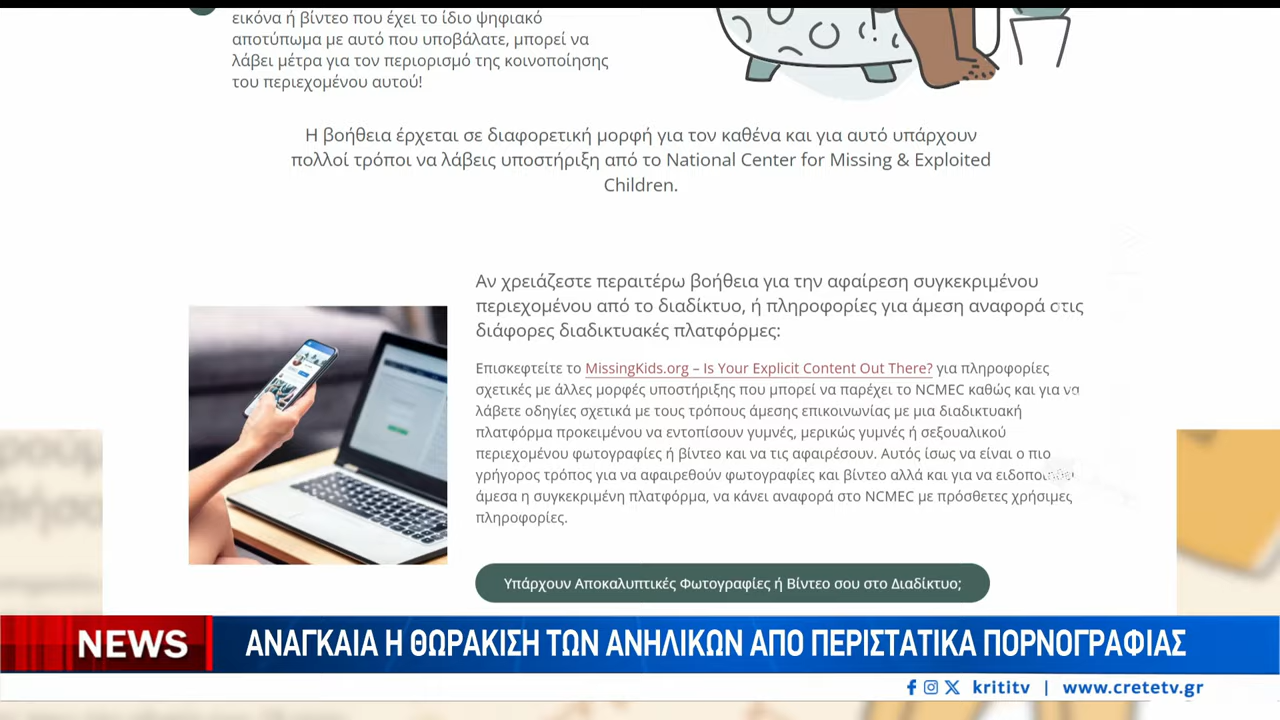 εικόνα ή βίντεο που έχει το ίδιο ψηφιακό
αποτύπωμα με αυτό που υποβάλατε, μπορεί να
λάβει μέτρα για τον περιορισμό της κοινοποίησης
του περιεχομένου αυτού!
Η βοήθεια έρχεται σε διαφορετική μορφή για τον καθένα και για αυτό υπάρχουν
πολλοί τρόποι να λάβεις υποστήριξη από το National Center for Missing & Exploited
Children.
Αν χρειάζεστε περαιτέρω βοήθεια για την αφαίρεση συγκεκριμένου
περιεχομένου από το διαδίκτυο, ή πληροφορίες για άμεση αναφορά στις
διάφορες διαδικτυακές πλατφόρμες:
Επισκεφτείτε το MissingKids.org – Is Your Explicit Content Out There? για πληροφορίες
σχετικές με άλλες μορφές υποστήριξης που μπορεί να παρέχει το NCMEC καθώς και για να
λάβετε οδηγίες σχετικά με τους τρόπους άμεσης επικοινωνίας με μια διαδικτυακή
πλατφόρμα προκειμένου να εντοπίσουν γυμνές, μερικώς γυμνές ή σεξουαλικού
περιεχομένου φωτογραφίες ή βίντεο και να τις αφαιρέσουν. Αυτός ίσως να είναι ο πιο
γρήγορος τρόπος για να αφαιρεθούν φωτογραφίες και βίντεο αλλά και για να
άμεσα η συγκεκριμένη πλατφόρμα, να κάνει αναφορά στο NCMEC με πρόσθετες χρήσιμες
πληροφορίες.
Υπάρχουν Αποκαλυπτικές Φωτογραφίες ή Βίντεο σου στο Διαδίκτυο;
NEWS ΑΝΑΓΚΑΙΑ Η ΘΩΡΑΚΙΣΗ ΤΩΝ ΑΝΗΛΙΚΩΝ ΑΠΟ ΠΕΡΙΣΤΑΤΙΚΑ ΠΟΡΝΟΓΡΑΦΙΑΣ
krititv | www.cretetv.gr